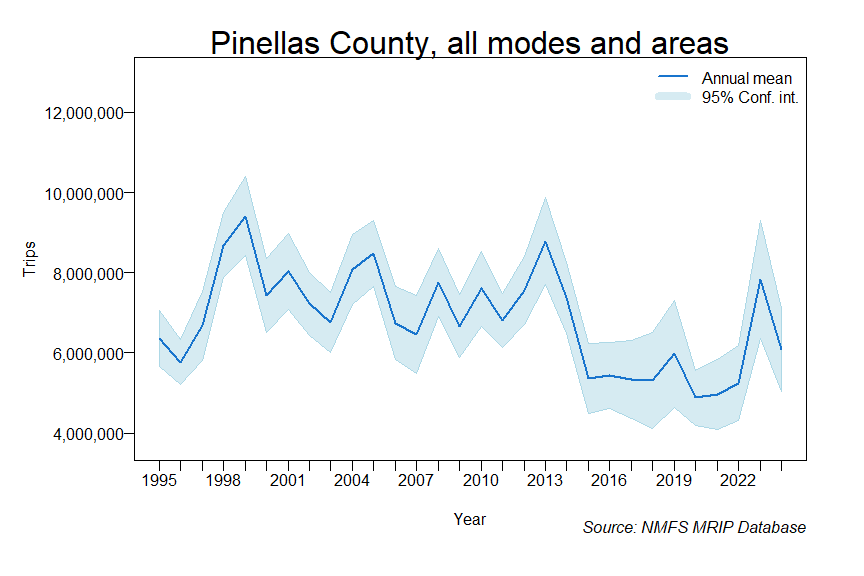 Pinellas County, all modes and areas
Annual mean
95% Conf. int.
12,000,000
10,000,000
8,000,000
6,000,000
4,000,000
Trips
1995 1998 2001 2004 2007 2010 2013 2016 2019 2022
Year
Source: NMFS MRIP Database